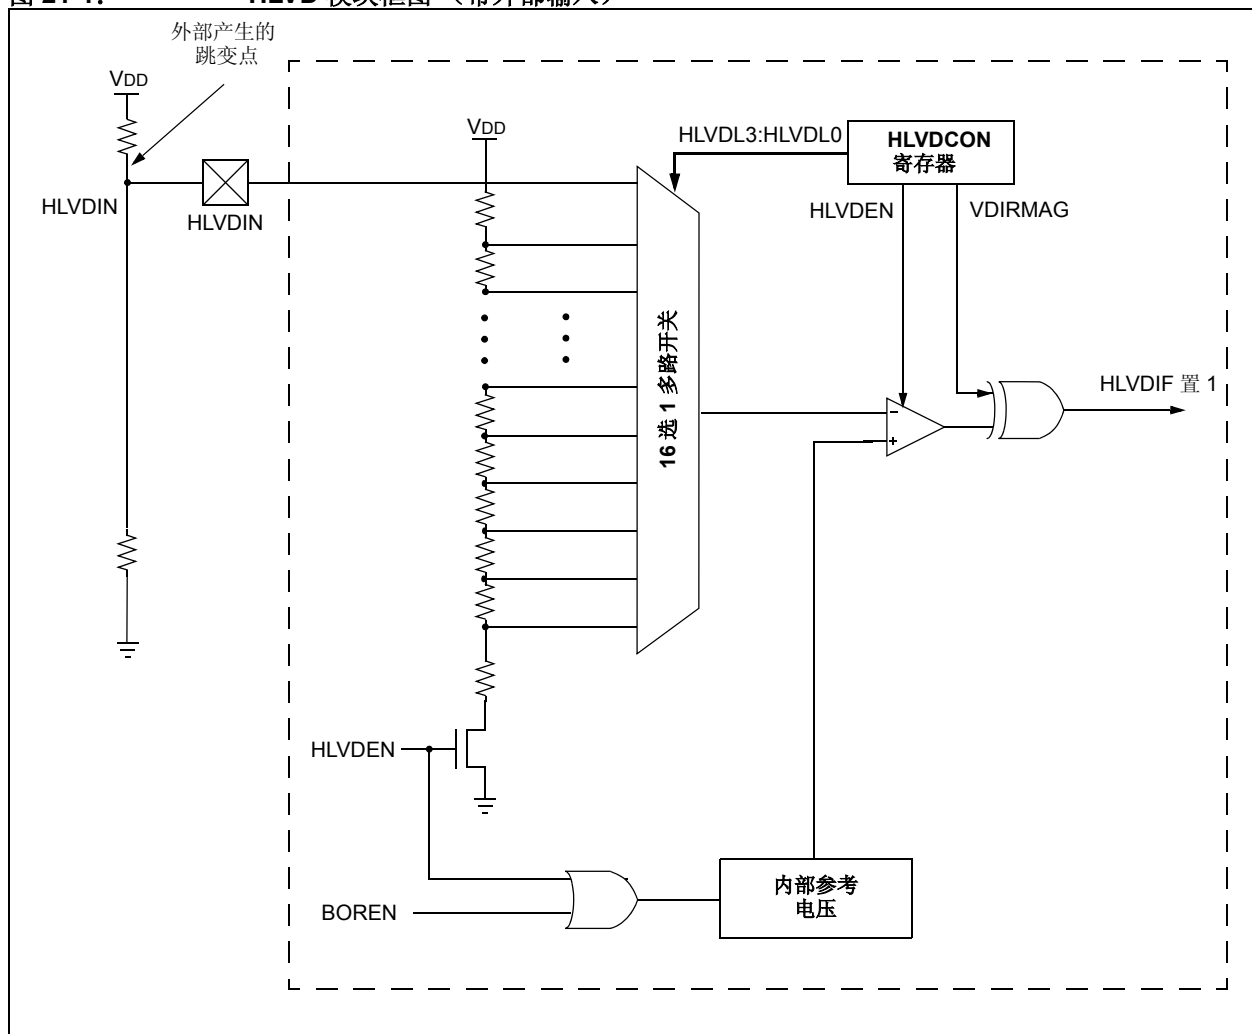 外部产生的
跳变点
VDD
VDD
HLVDL3:HLVDL0
HLVDCON
寄存器
HLVDIN
HLVDIN
HLVDEN
VDIRMAG
16 选 1 多路开关
HLVDIF 置 1
−
+
HLVDEN
BOREN
内部参考
电压